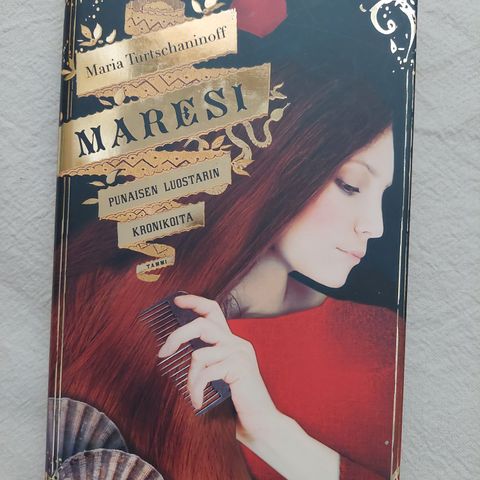 Maria Turtschaninoff
MARESI
PUNAISEN LUOSTARIN
KRONIKOITA
TAMMI